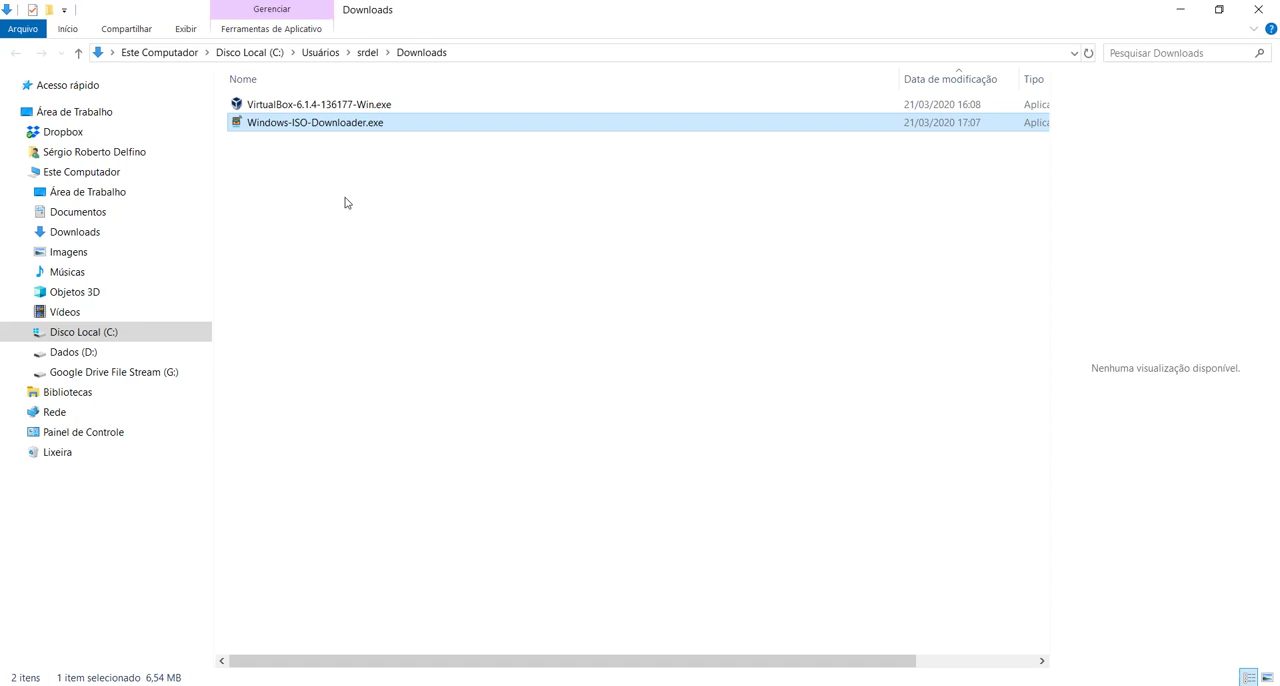 Gerenciar
Downloads
Arquivo
Início
Compartilhar
Exibir
Ferramentas de Aplicativo
Este Computador > Disco Local (C:) > Usuários > srdel > Downloads
Pesquisar Downloads
Nome
Data de modificação
Tipo
VirtualBox-6.1.4-136177-Win.exe
21/03/2020 16:08
Aplica
Windows-ISO-Downloader.exe
21/03/2020 17:07
Aplica
Acesso rápido
Área de Trabalho
Dropbox
Sérgio Roberto Delfino
Este Computador
Área de Trabalho
Documentos
Downloads
Imagens
Músicas
Objetos 3D
Vídeos
Disco Local (C:)
Dados (D:)
Google Drive File Stream (G:)
Bibliotecas
Rede
Painel de Controle
Lixeira
Nenhuma visualização disponível.
2 itens
1 item selecionado 6,54 MB